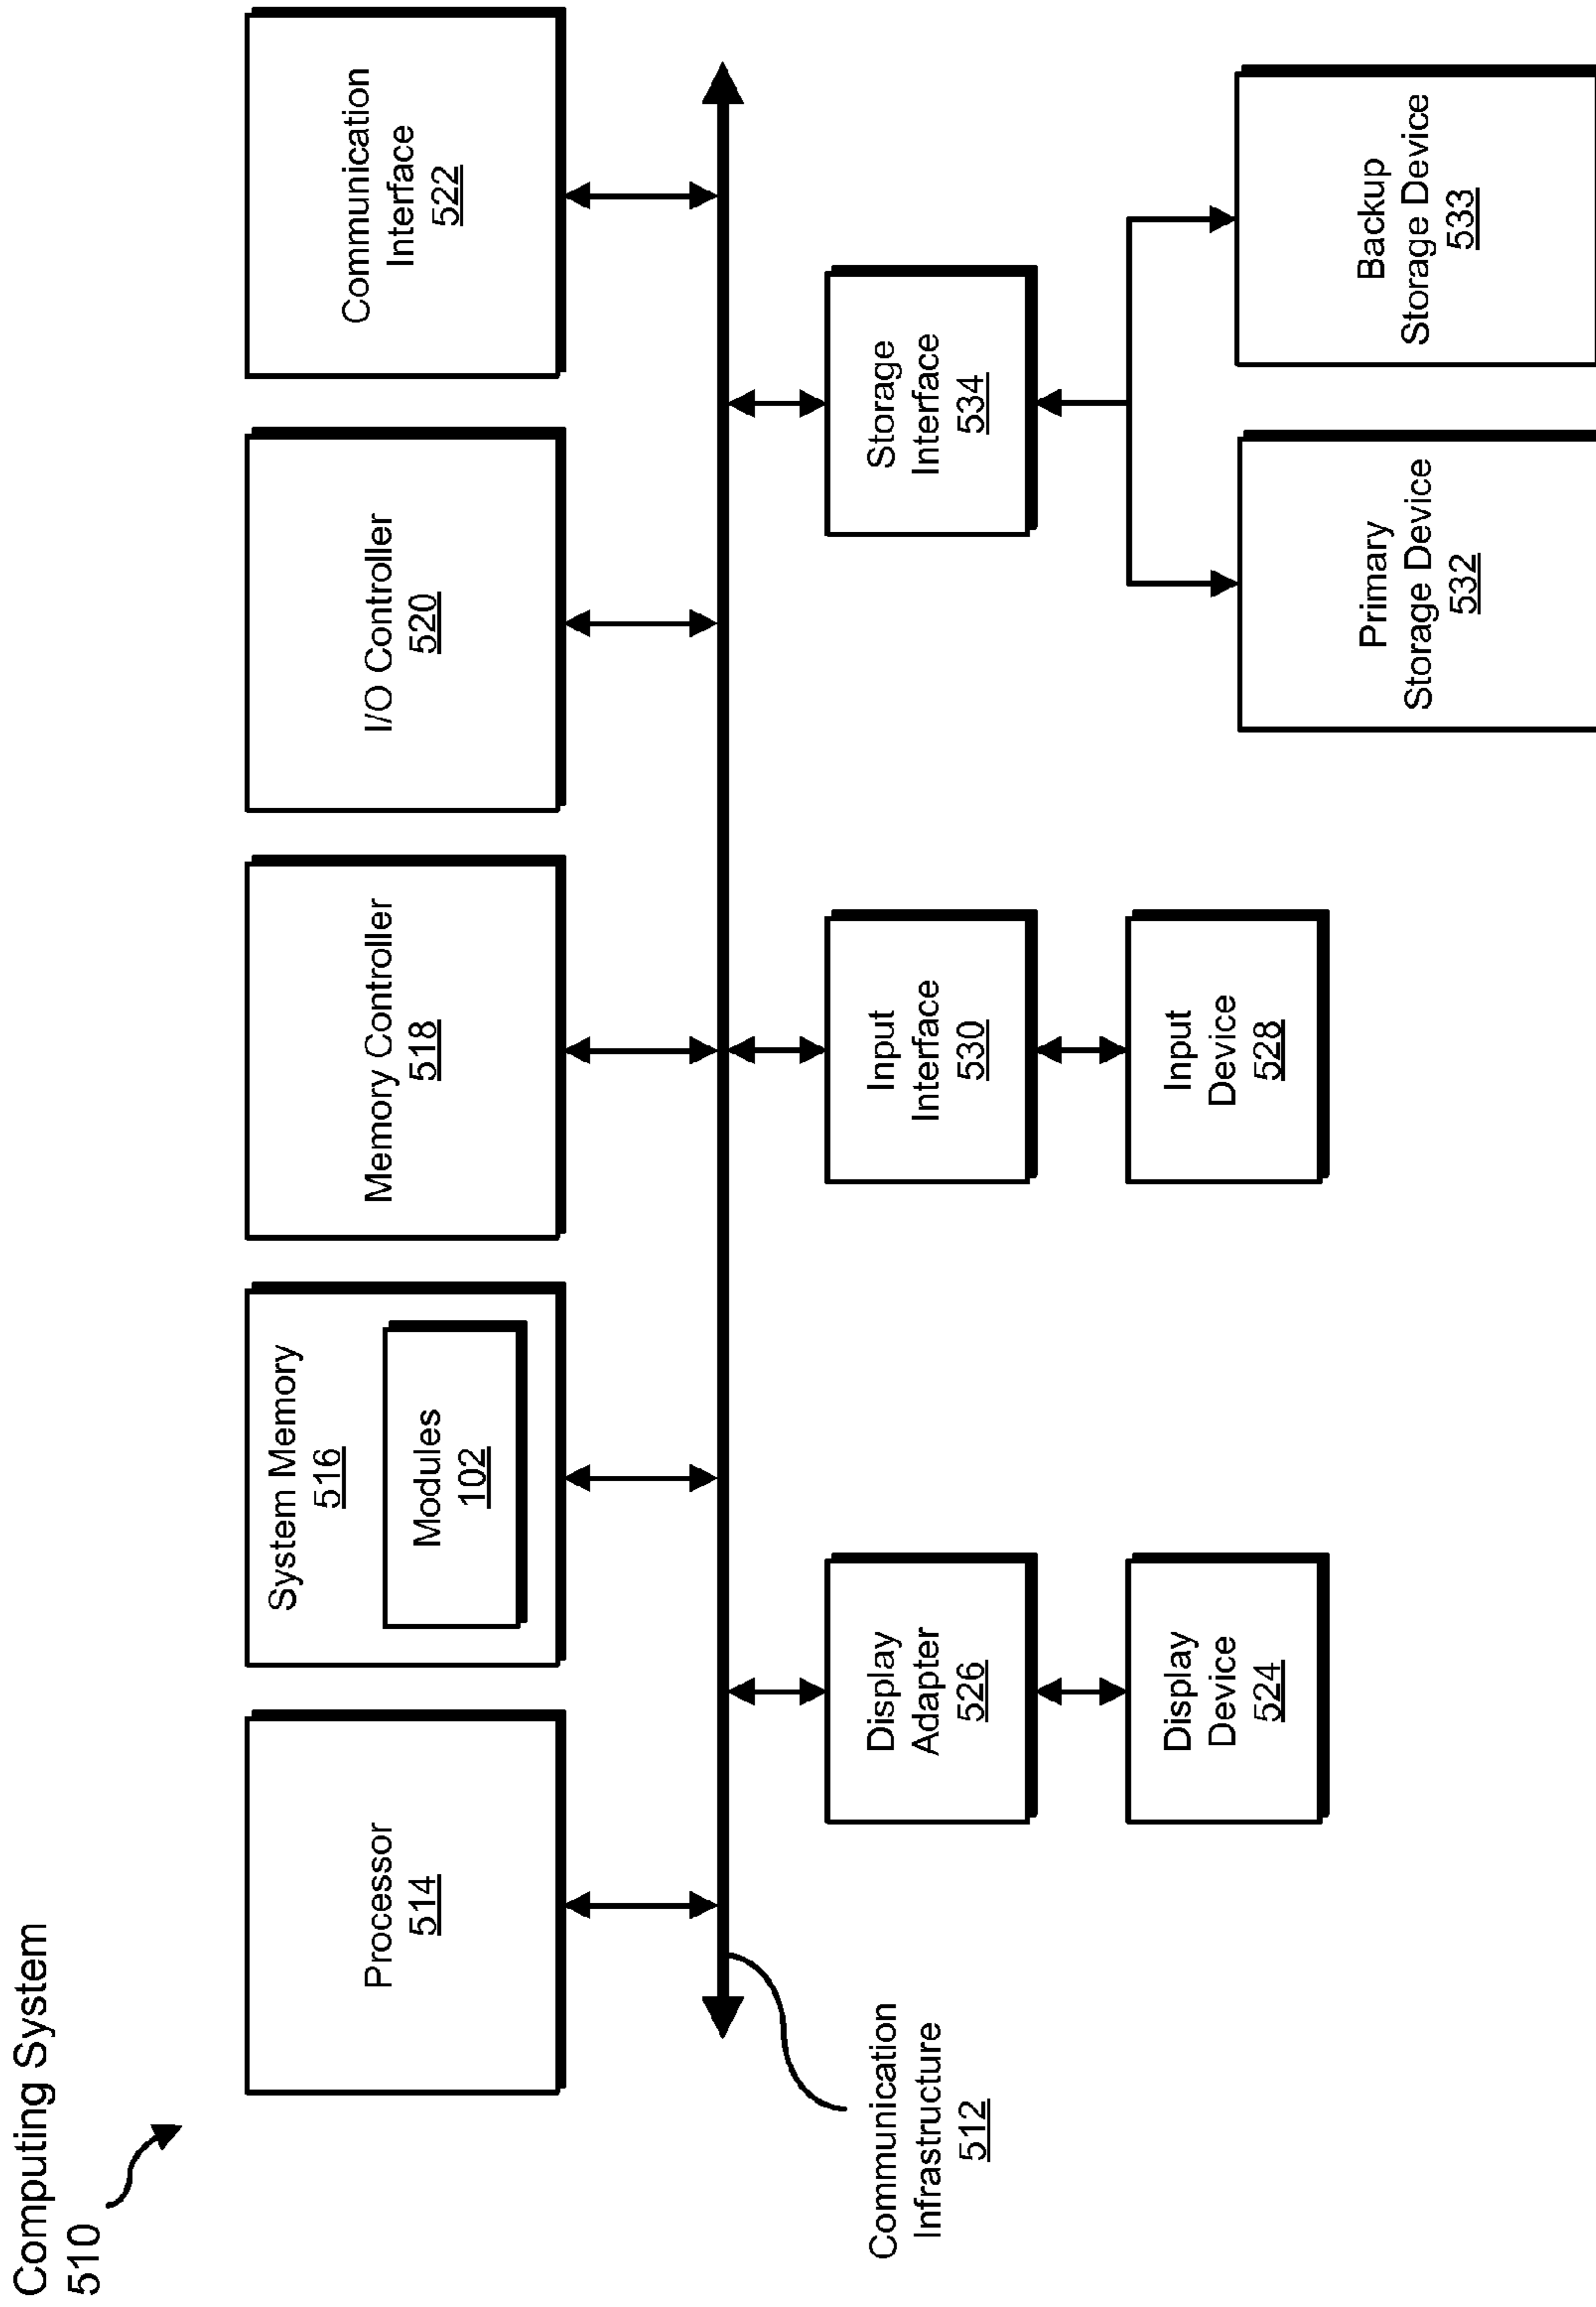 Computing System
510
Processor
514
System Memory
516
Modules
102
Memory Controller
518
I/O Controller
520
Communication
Interface
522
Communication
Infrastructure
512
Display
Adapter
526
Input
Interface
530
Storage
Interface
534
Display
Device
524
Input
Device
528
Primary
Storage Device
532
Backup
Storage Device
533